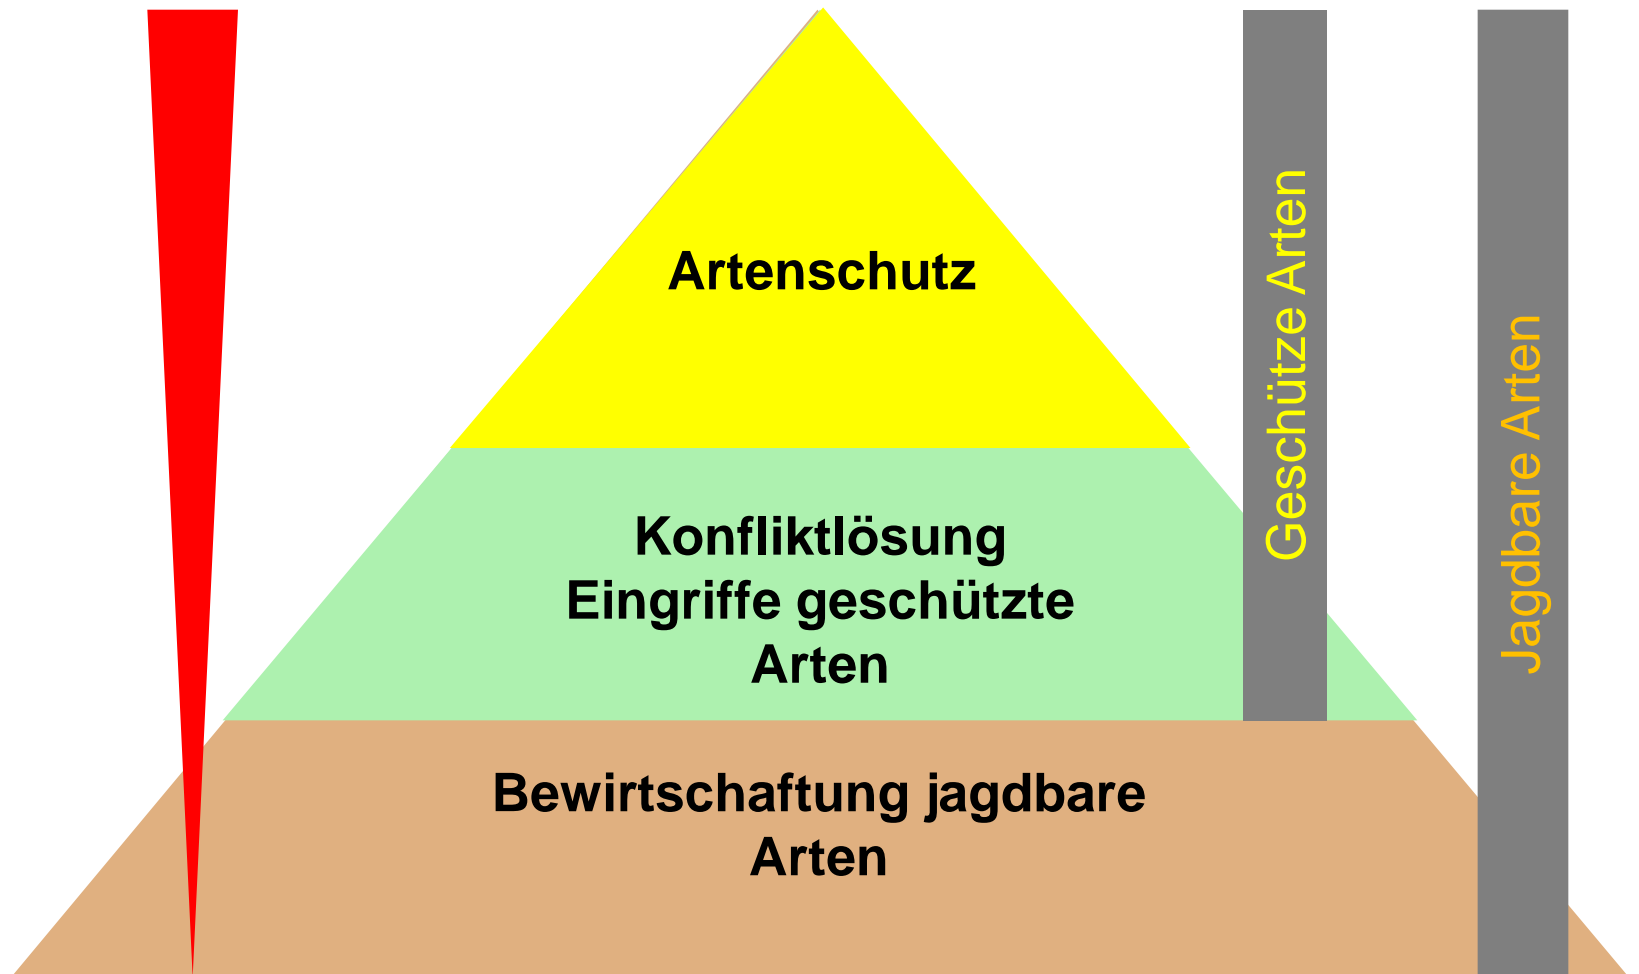 Artenschutz
Konfliktlösung
Eingriffe geschützte
Arten
Bewirtschaftung jagdbare
Arten
Geschütze Arten
Jagdbare Arten